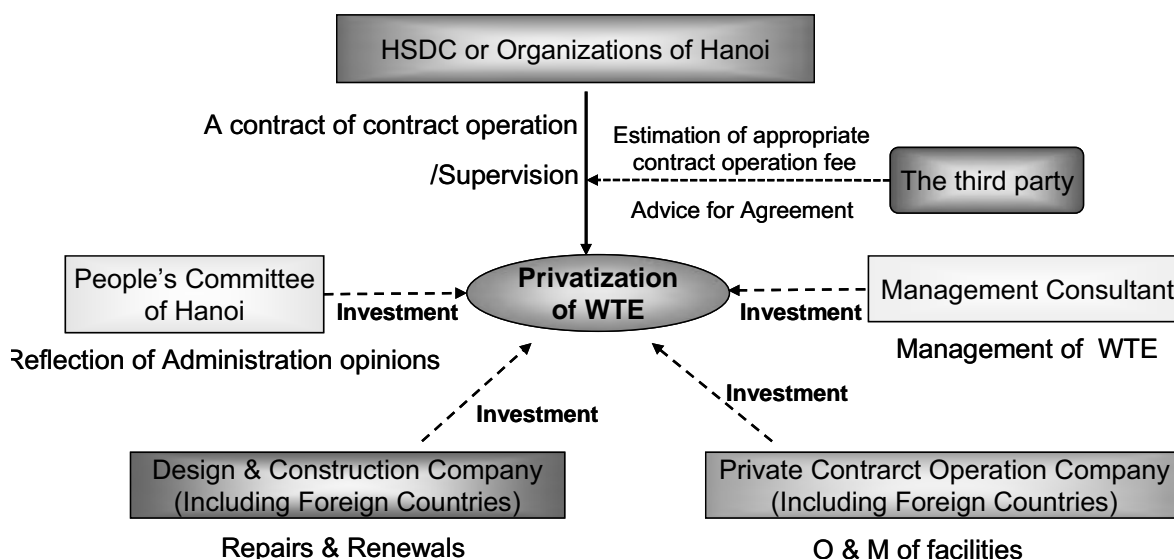 HSDC or Organizations of Hanoi
A contract of contract operation
/Supervision
Estimation of appropriate
contract operation fee
Advice for Agreement
The third party
People's Committee
of Hanoi
Investment
Reflection of Administration opinions
Privatization
of WTE
Investment
Management Consultant
Management of WTE
Investment
Investment
Design & Construction Company
(Including Foreign Countries)
Repairs & Renewals
Private Contrarct Operation Company
(Including Foreign Countries)
O & M of facilities